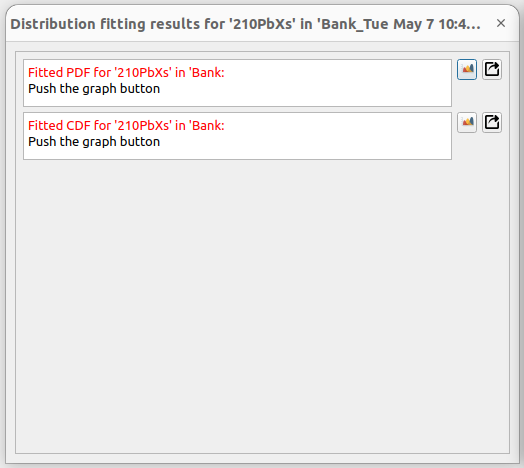 Distribution fitting results for '210PbXs' in 'Bank_Tue May 7 10:4...
Fitted PDF for '210PbXs' in 'Bank:
Push the graph button
Fitted CDF for '210PbXs' in 'Bank:
Push the graph button